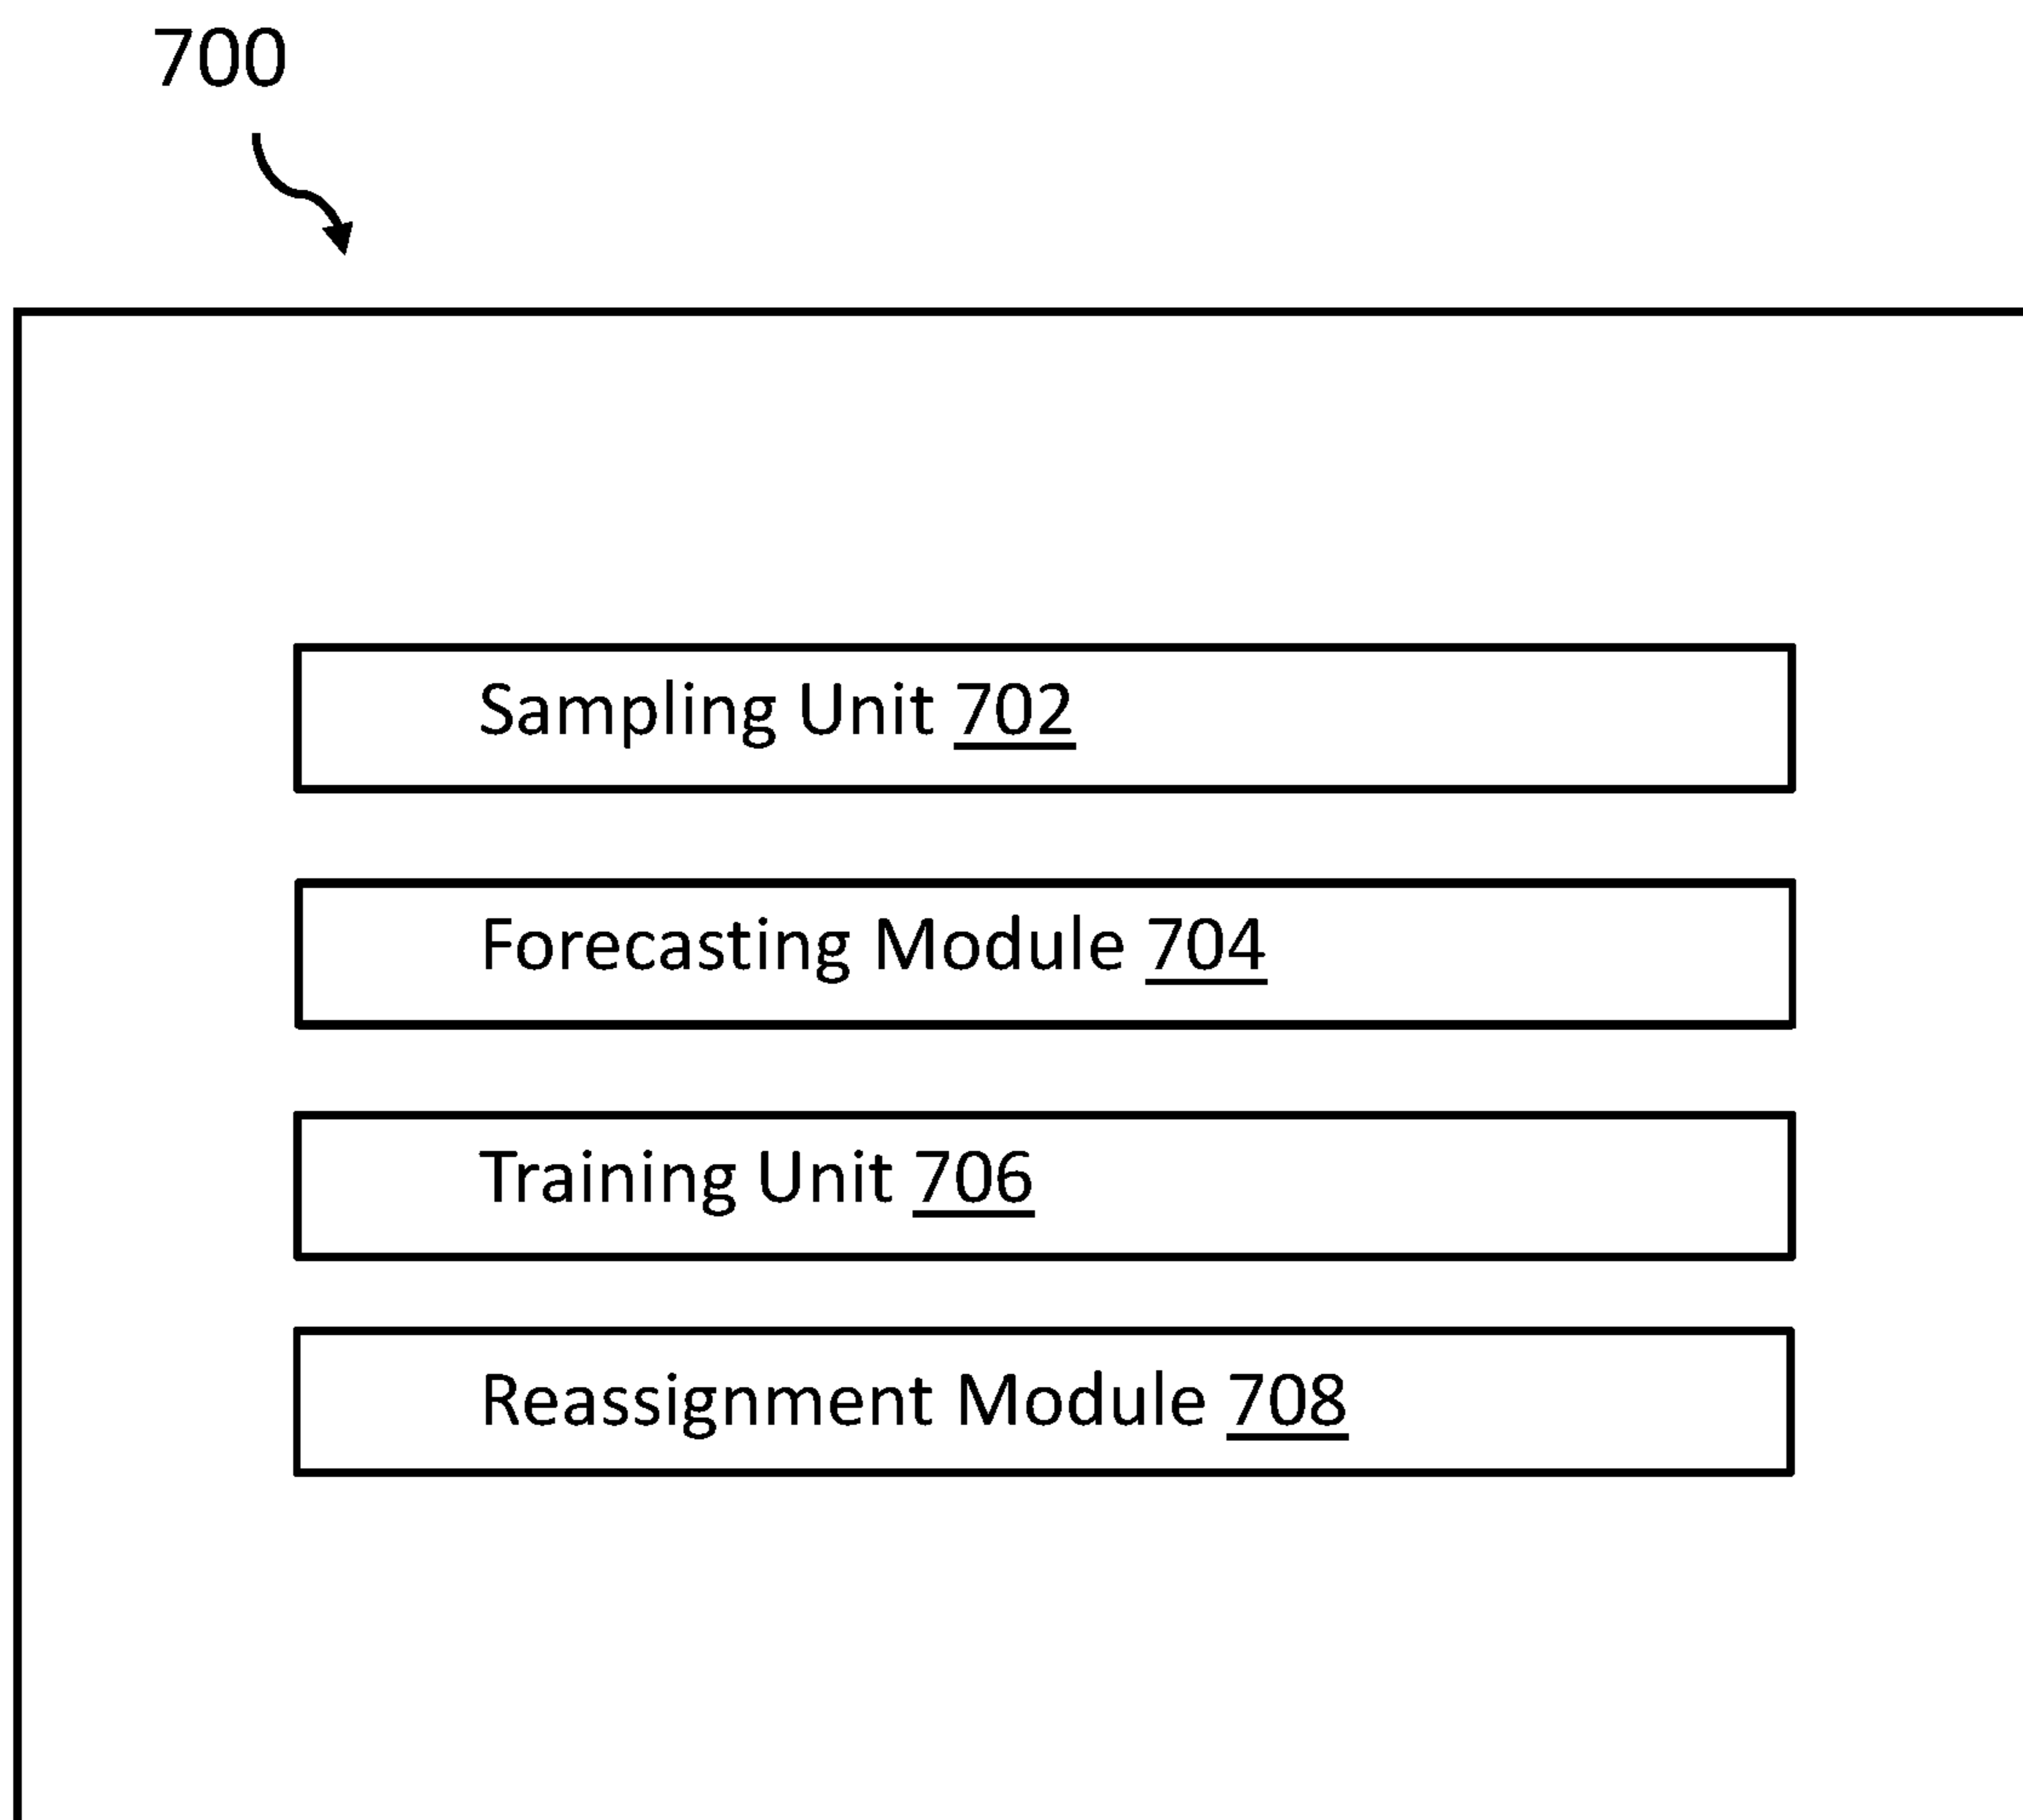 700
Sampling Unit 702
Forecasting Module 704
Training Unit 706
Reassignment Module 708